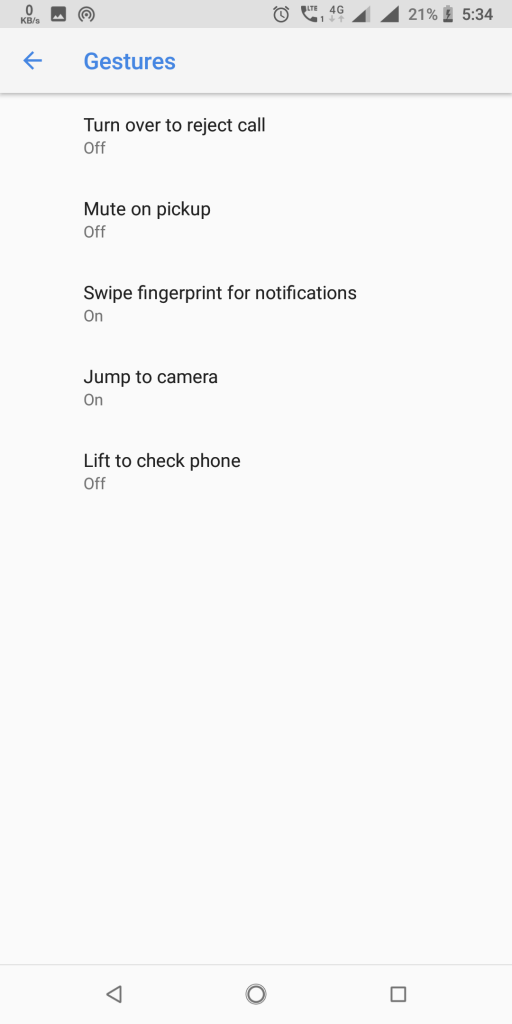 0
KB/s
LTE
1
4G
21%
5:34
Gestures
Turn over to reject call
Off
Mute on pickup
Off
Swipe fingerprint for notifications
On
Jump to camera
On
Lift to check phone
Off